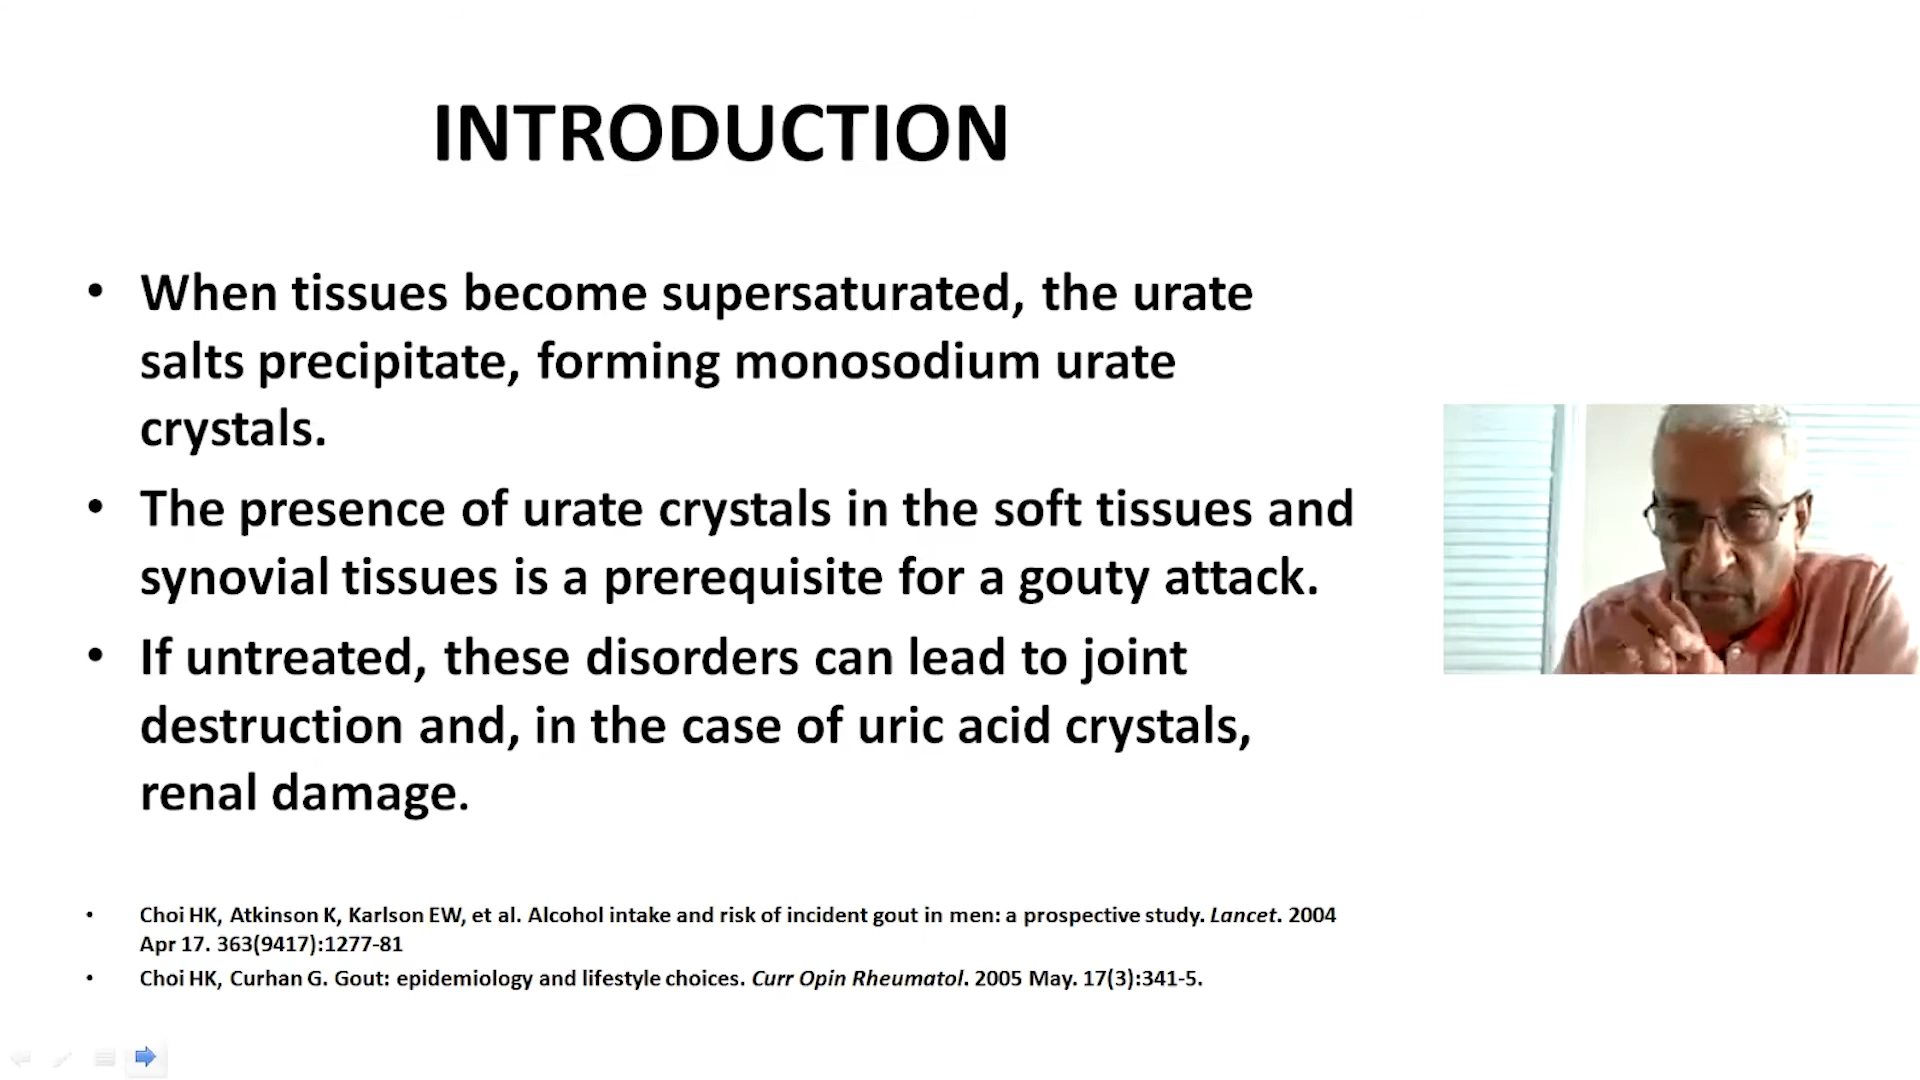 INTRODUCTION
• When tissues become supersaturated, the urate
salts precipitate, forming monosodium urate
crystals.
• The presence of urate crystals in the soft tissues and
synovial tissues is a prerequisite for a gouty attack.
• If untreated, these disorders can lead to joint
destruction and, in the case of uric acid crystals,
renal damage.
• Choi HK, Atkinson K, Karlson EW, et al. Alcohol intake and risk of incident gout in men: a prospective study. Lancet. 2004
Apr 17. 363(9417):1277-81
• Choi HK, Curhan G. Gout: epidemiology and lifestyle choices. Curr Opin Rheumatol. 2005 May. 17(3):341-5.